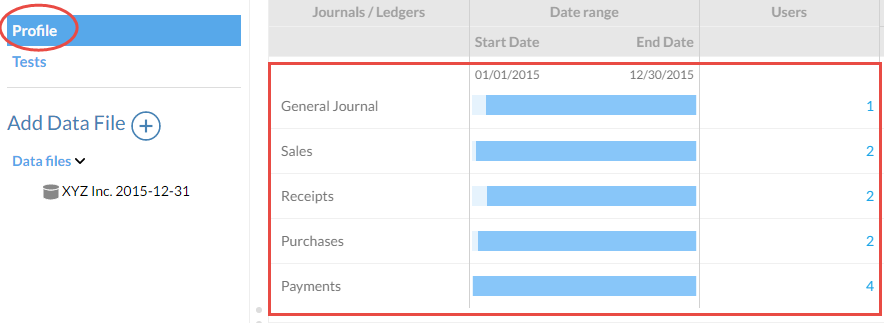 Profile
Tests
Add Data File
Data files
XYZ Inc. 2015-12-31
Journals / Ledgers Date range Users
Start Date End Date
01/01/2015 12/30/2015
General Journal 1
Sales 2
Receipts 2
Purchases 2
Payments 4